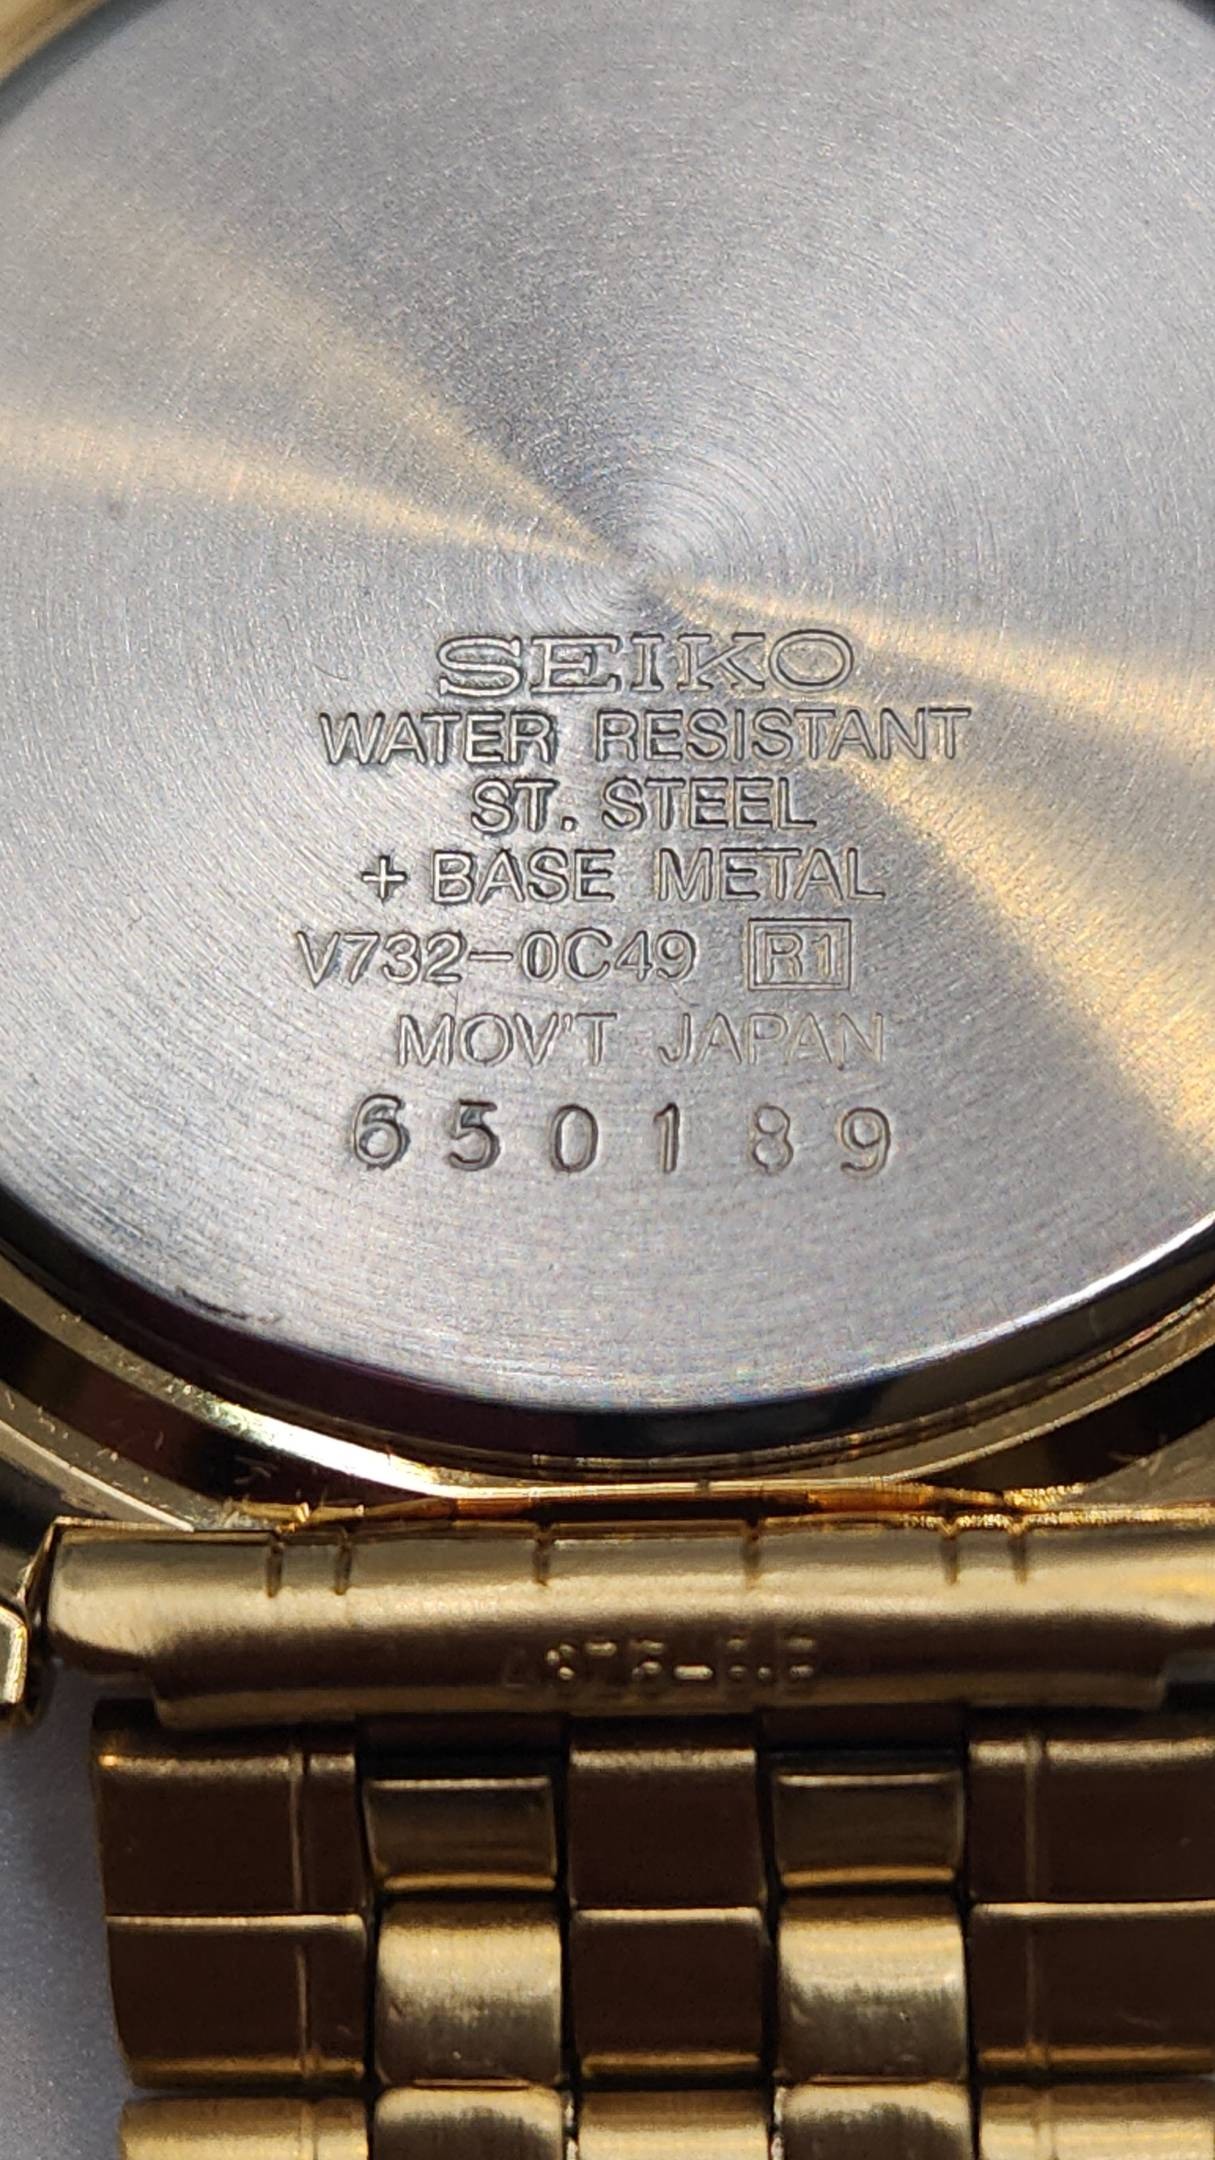 SEIKO
WATER RESISTANT
ST. STEEL
+ BASE METAL
V732-0C49 R1
MOV'T JAPAN
650189